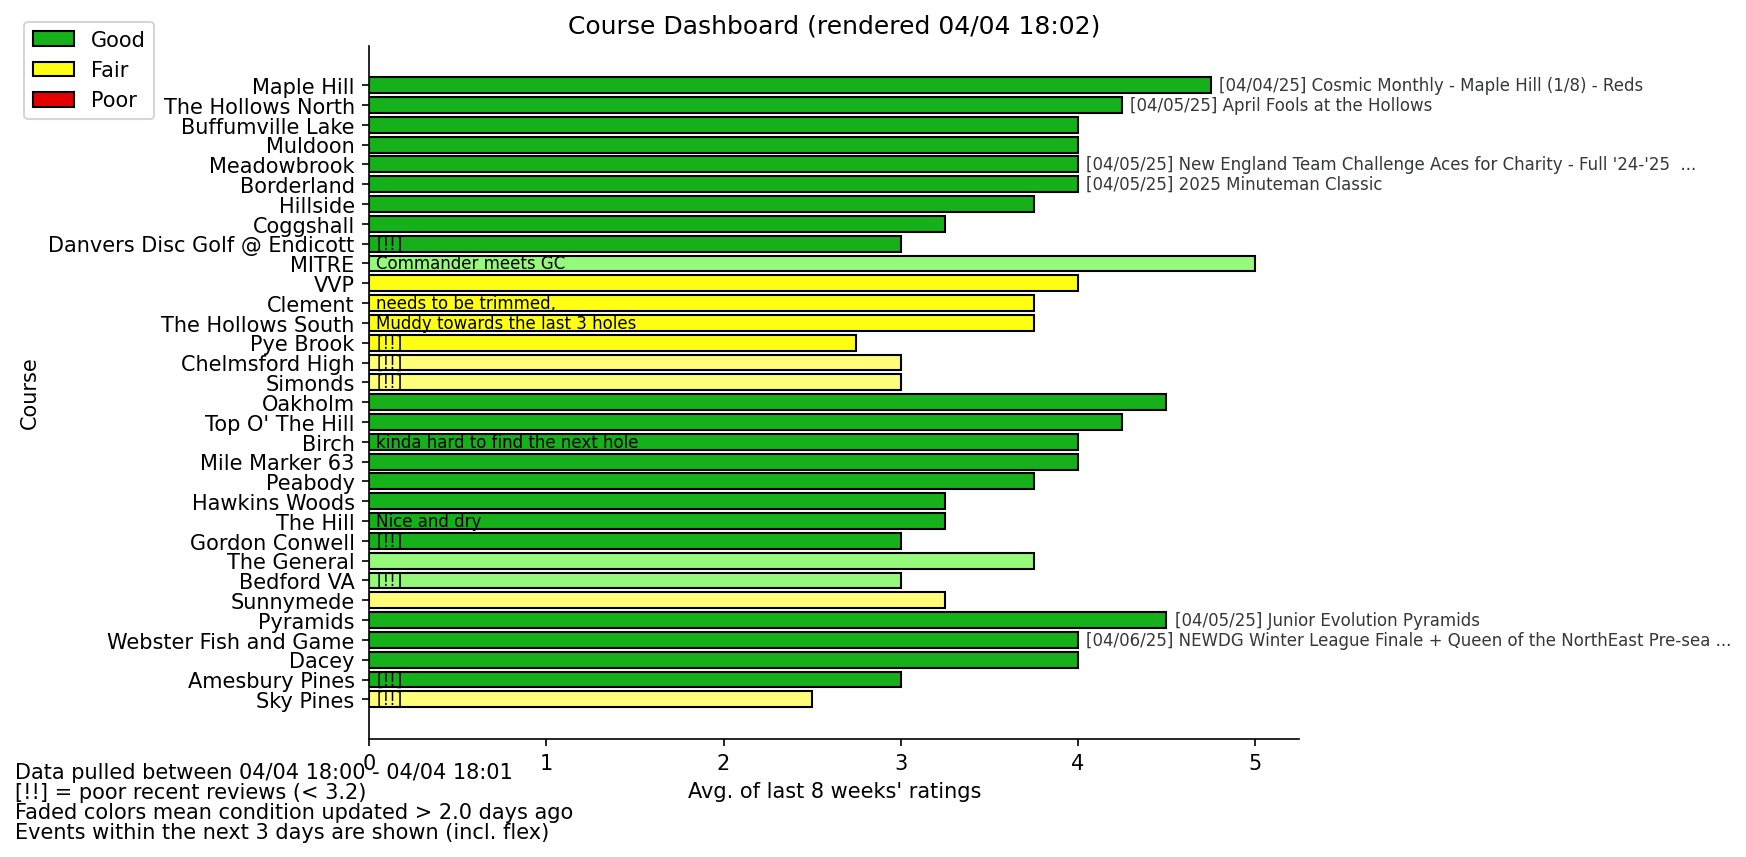 Course Dashboard (rendered 04/04 18:02)
Good
Fair
Poor
Course
Maple Hill [04/04/25] Cosmic Monthly - Maple Hill (1/8) - Reds
The Hollows North [04/05/25] April Fools at the Hollows
Buffumville Lake
Muldoon
Meadowbrook [04/05/25] New England Team Challenge Aces for Charity - Full '24-'25 ...
Borderland [04/05/25] 2025 Minuteman Classic
Hillside
Coggshall
Danvers Disc Golf @ Endicott [!!]
MITRE Commander meets GC
VVP
Clement needs to be trimmed,
The Hollows South Muddy towards the last 3 holes
Pye Brook [!!]
Chelmsford High [!!]
Simonds [!!]
Oakholm
Top O' The Hill
Birch kinda hard to find the next hole
Mile Marker 63
Peabody
Hawkins Woods
The Hill Nice and dry
Gordon Conwell [!!]
The General
Bedford VA [!!]
Sunnymede
Pyramids [04/05/25] Junior Evolution Pyramids
Webster Fish and Game [04/06/25] NEWDG Winter League Finale + Queen of the NorthEast Pre-sea ...
Dacey
Amesbury Pines [!!]
Sky Pines [!!]
0 1 2 3 4 5
Avg. of last 8 weeks' ratings
Data pulled between 04/04 18:00 - 04/04 18:01
[!!] = poor recent reviews (< 3.2)
Faded colors mean condition updated > 2.0 days ago
Events within the next 3 days are shown (incl. flex)